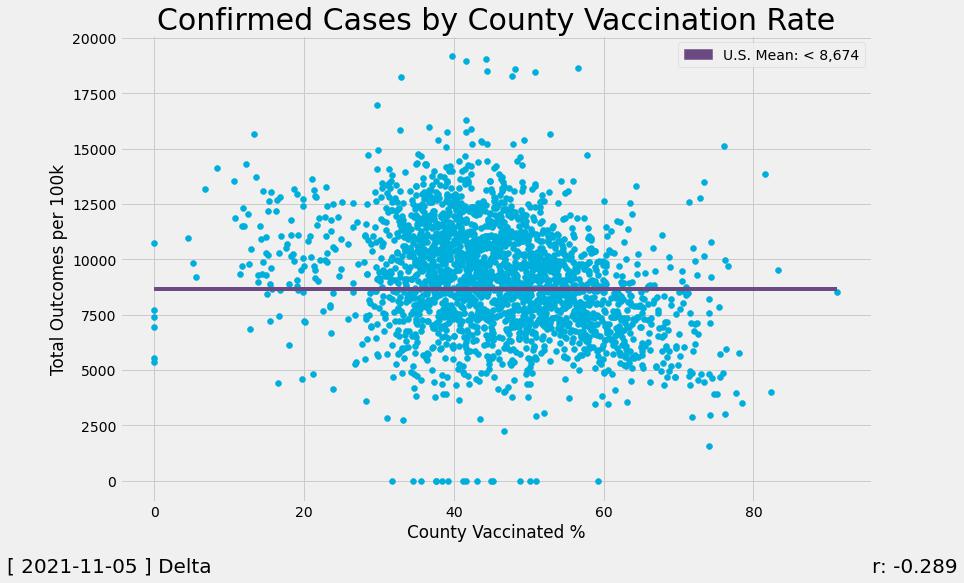 Confirmed Cases by County Vaccination Rate
20000
U.S. Mean: < 8,674
17500
15000
12500
10000
7500
5000
2500
0
Total Outcomes per 100k
0 20 40 60 80
County Vaccinated %
[ 2021-11-05 ] Delta
r: -0.289